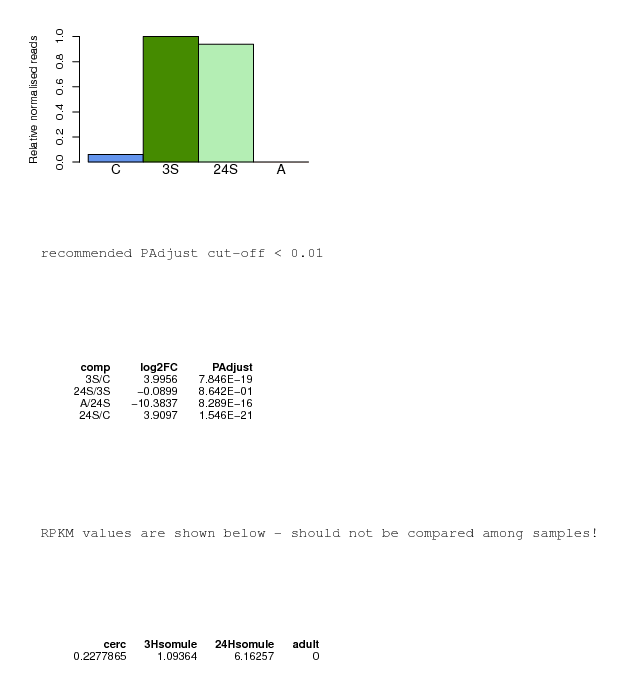 Relative normalised reads
1.0
0.8
0.6
0.4
0.2
0.0
C 3S 24S A
recommended PAdjust cut-off < 0.01
comp log2FC PAdjust
3S/C 3.9956 7.846E−19
24S/3S −0.0899 8.642E−01
A/24S −10.3837 8.289E−16
24S/C 3.9097 1.546E−21
RPKM values are shown below - should not be compared among samples!
cerc 3Hsomule 24Hsomule adult
0.2277865 1.09364 6.16257 0